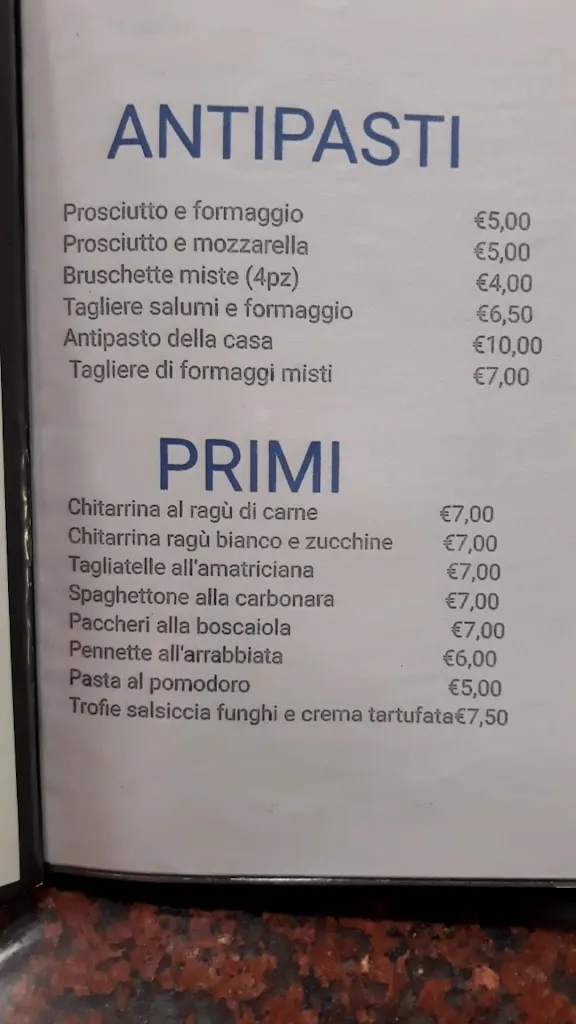 ANTIPASTI
Prosciutto e formaggio €5,00
Prosciutto e mozzarella €5,00
Bruschette miste (4pz) €4,00
Tagliere salumi e formaggio €6,50
Antipasto della casa €10,00
Tagliere di formaggi misti €7,00
PRIMI
Chitarrina al ragù di carne €7,00
Chitarrina ragù bianco e zucchine €7,00
Tagliatelle all'amatriciana €7,00
Spaghettone alla carbonara €7,00
Paccheri alla boscaiola €7,00
Pennette all'arrabbiata €6,00
Pasta al pomodoro €5,00
Trofie salsiccia funghi e crema tartufata€7,50